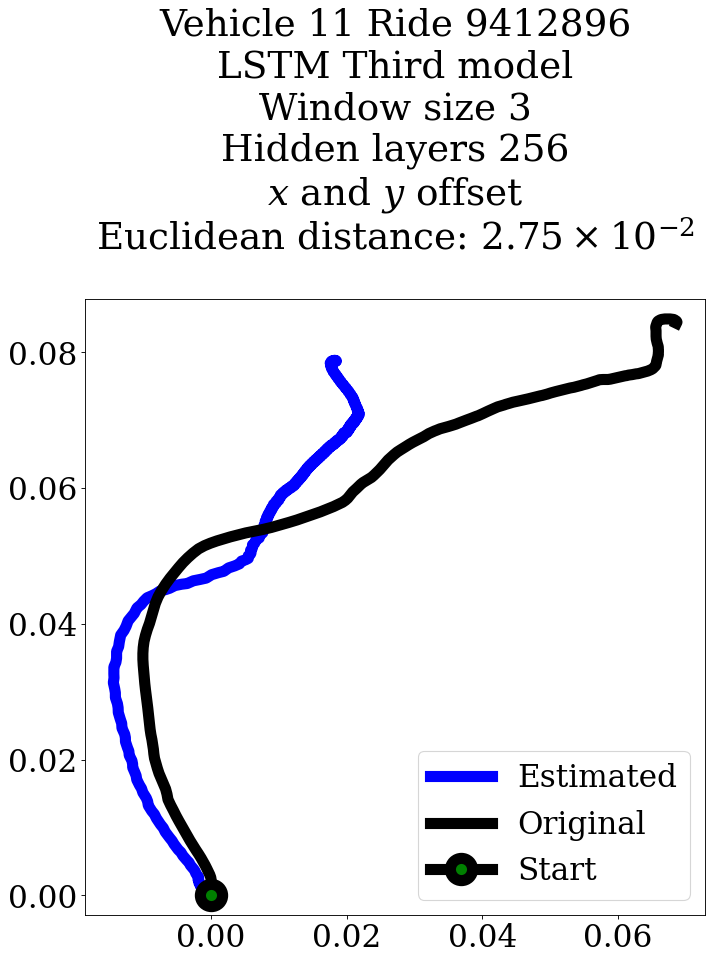 Vehicle 11 Ride 9412896
LSTM Third model
Window size 3
Hidden layers 256
x and y offset
Euclidean distance: 2.75 × 10⁻²
0.08
0.06
0.04
0.02
0.00
Estimated
Original
Start
0.00 0.02 0.04 0.06